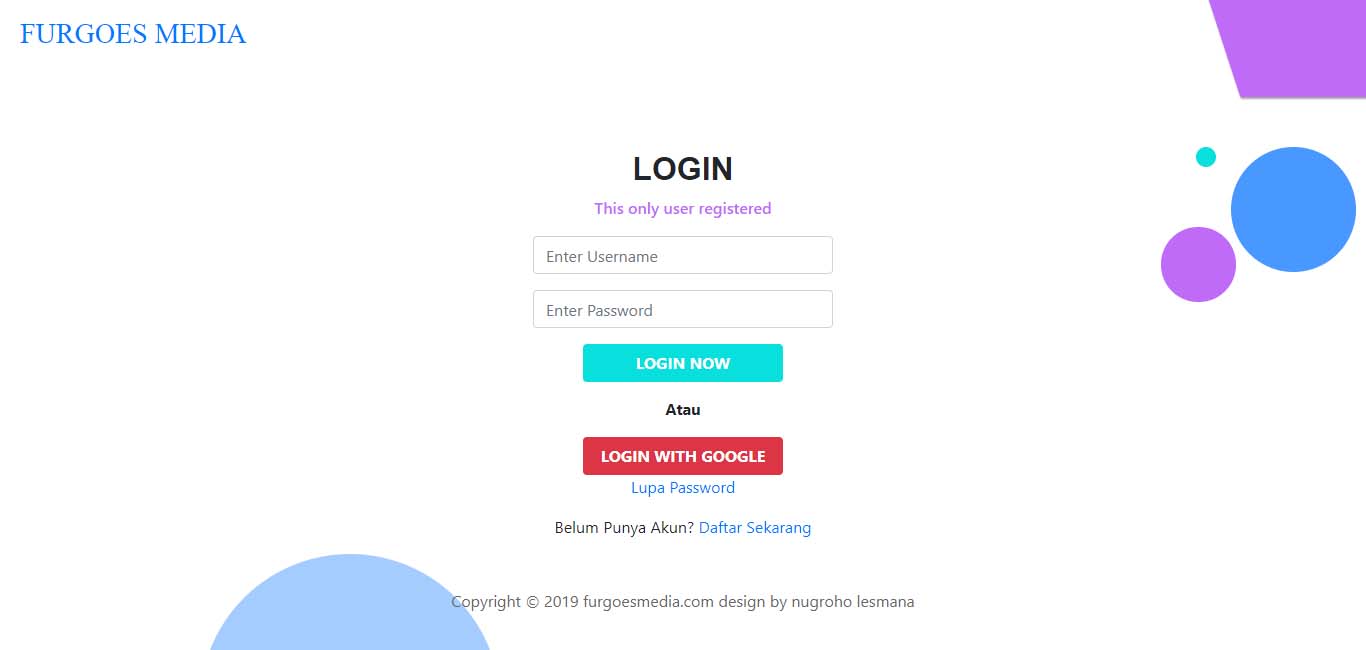 FURGOES MEDIA
LOGIN
This only user registered
Enter Username
Enter Password
LOGIN NOW
Atau
LOGIN WITH GOOGLE
Lupa Password
Belum Punya Akun? Daftar Sekarang
Copyright © 2019 furgoesmedia.com design by nugroho lesmana